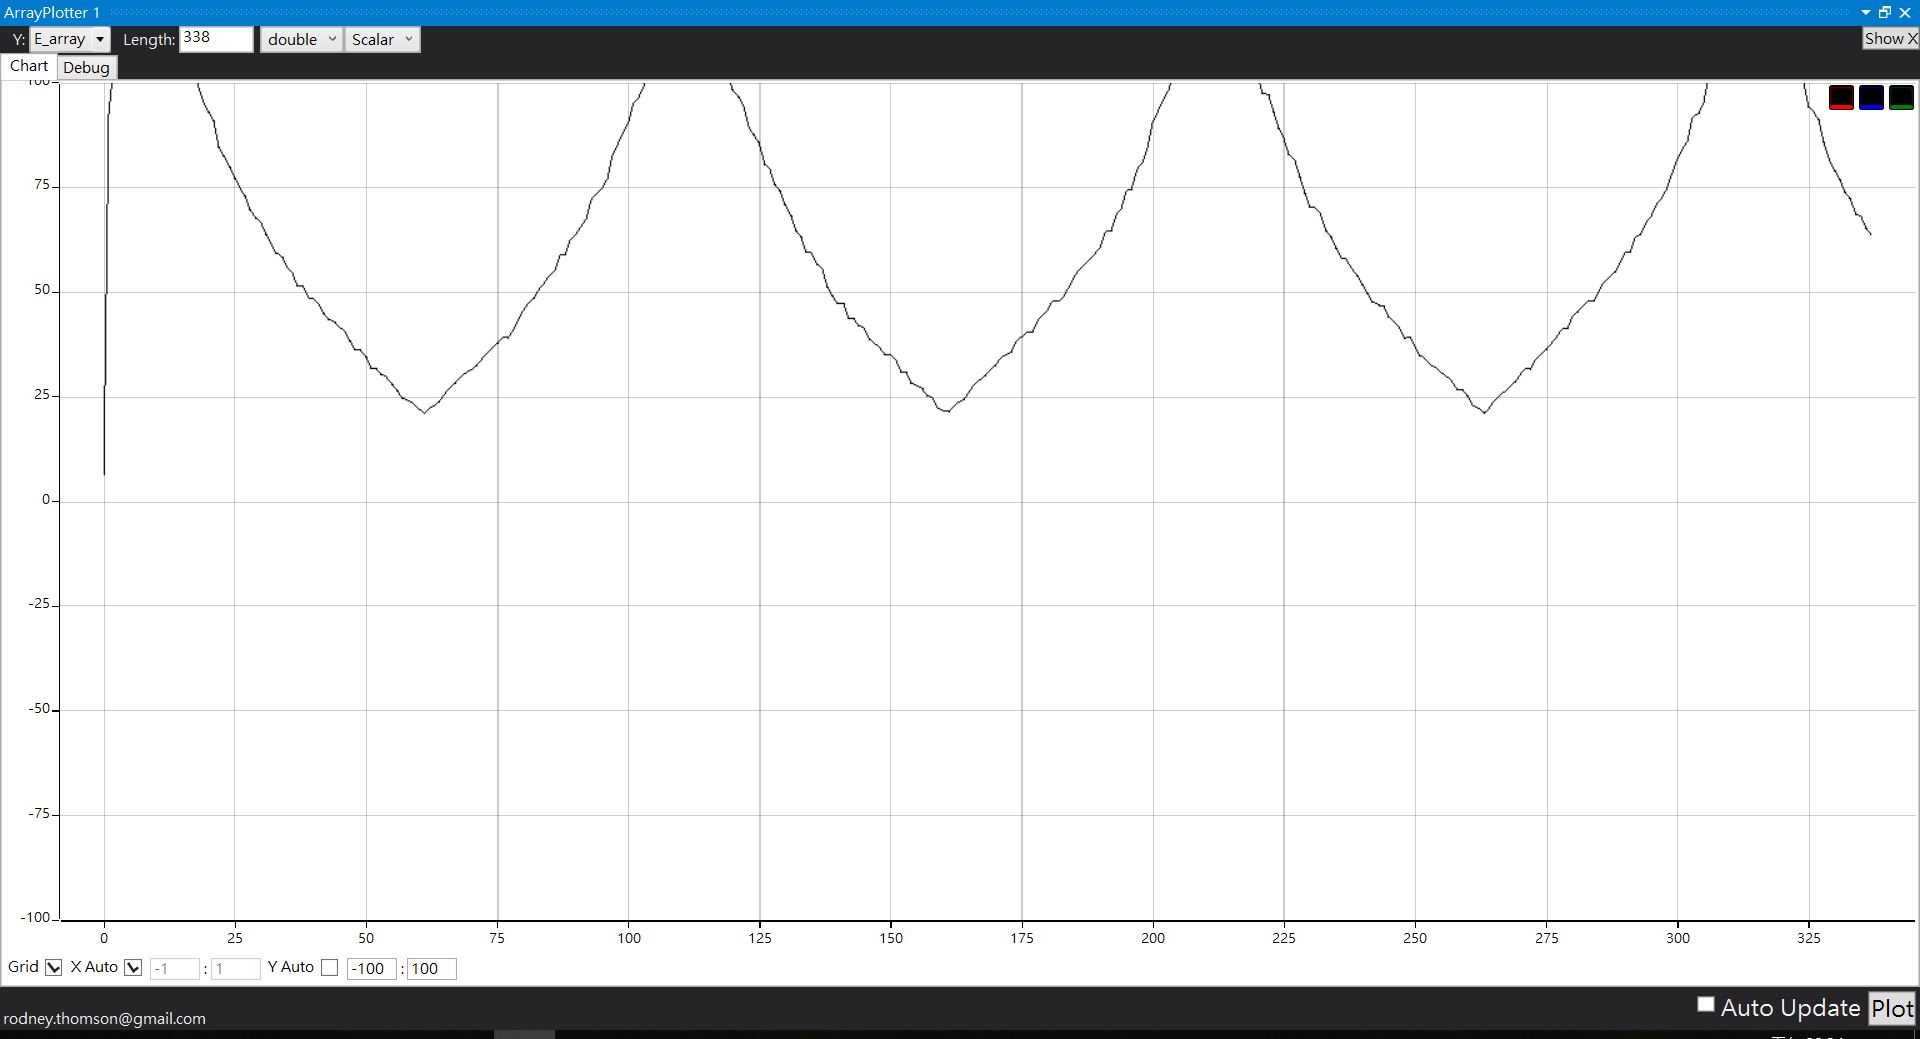 ArrayPlotter 1
Y: E_array Length: 338 double Scalar Show X
Chart Debug
100
75
50
25
0
-25
-50
-75
-100
0 25 50 75 100 125 150 175 200 225 250 275 300 325
Grid X Auto -1 : 1 Y Auto -100 : 100
Auto Update Plot
rodney.thomson@gmail.com